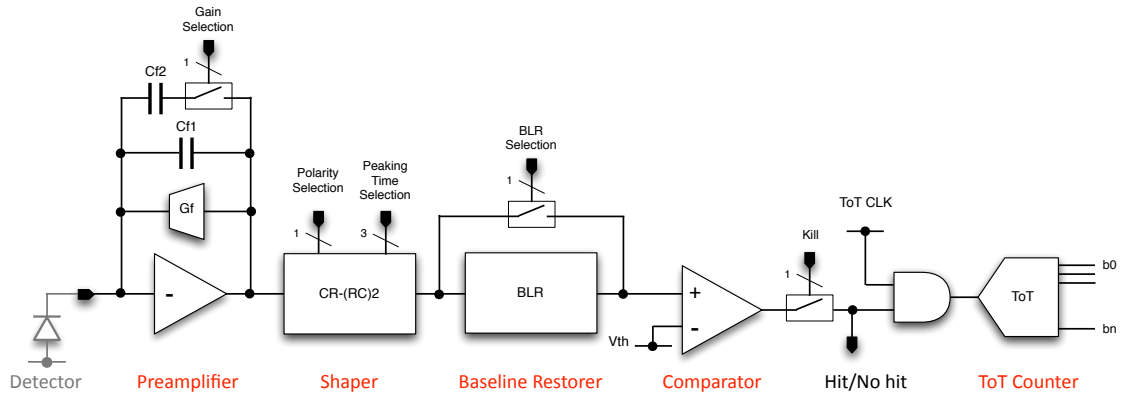 Gain
Selection
1
Cf2
Cf1
Gf
-
Polarity
Selection
1
Peaking
Time
Selection
3
CR-(RC)2
BLR
Selection
1
BLR
+
-
Vth
Kill
1
ToT CLK
ToT
b0
bn
Detector
Preamplifier
Shaper
Baseline Restorer
Comparator
Hit/No hit
ToT Counter